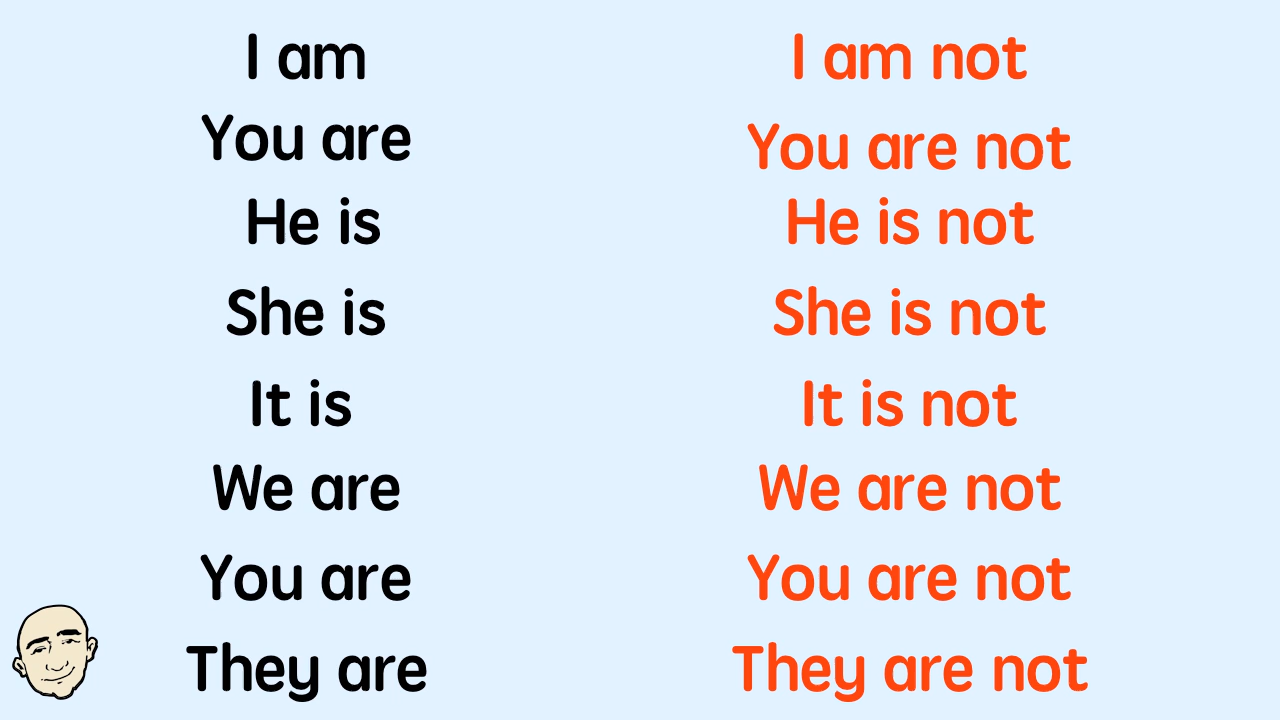 I am
I am not
You are
You are not
He is
He is not
She is
She is not
It is
It is not
We are
We are not
You are
You are not
They are
They are not